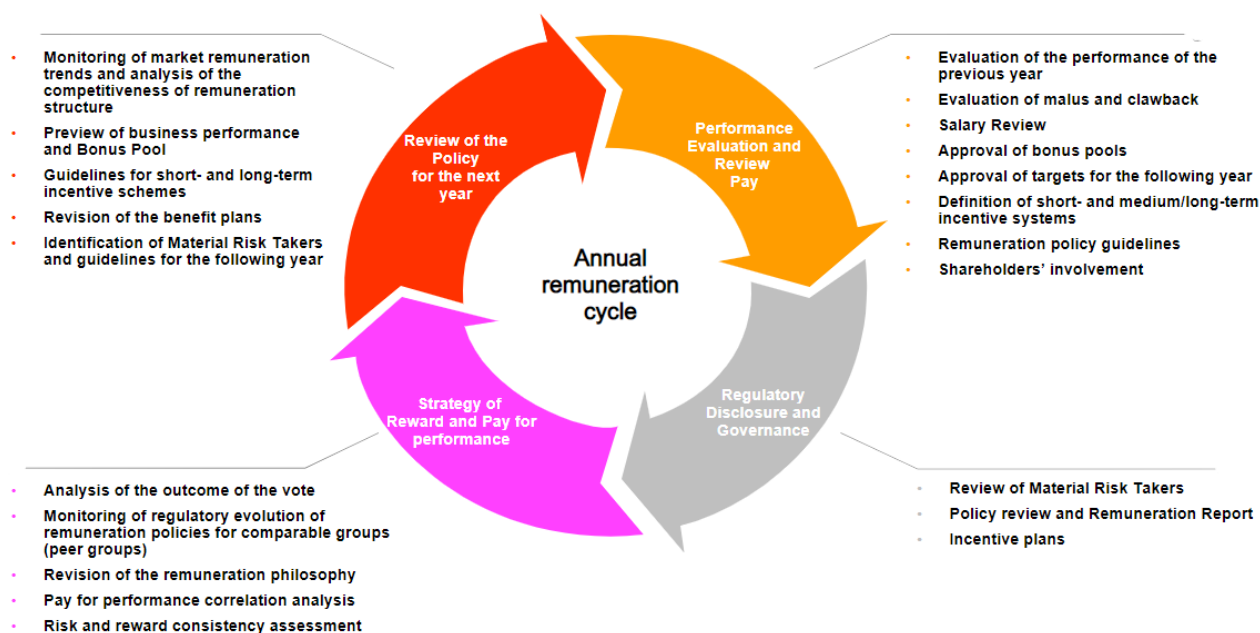 Monitoring of market remuneration
trends and analysis of the
competitiveness of remuneration
structure
Preview of business performance
and Bonus Pool
Guidelines for short- and long-term
incentive schemes
Revision of the benefit plans
Identification of Material Risk Takers
and guidelines for the following year
Review of the
Policy
for the next
year
Performance
Evaluation and
Review
Pay
Evaluation of the performance of the
previous year
Evaluation of malus and clawback
Salary Review
Approval of bonus pools
Approval of targets for the following year
Definition of short- and medium/long-term
incentive systems
Remuneration policy guidelines
Shareholders' involvement
Annual
remuneration
cycle
Strategy of
Reward and Pay for
performance
Regulatory
Disclosure and
Governance
Analysis of the outcome of the vote
Monitoring of regulatory evolution of
remuneration policies for comparable groups
(peer groups)
Revision of the remuneration philosophy
Pay for performance correlation analysis
Risk and reward consistency assessment
Review of Material Risk Takers
Policy review and Remuneration Report
Incentive plans